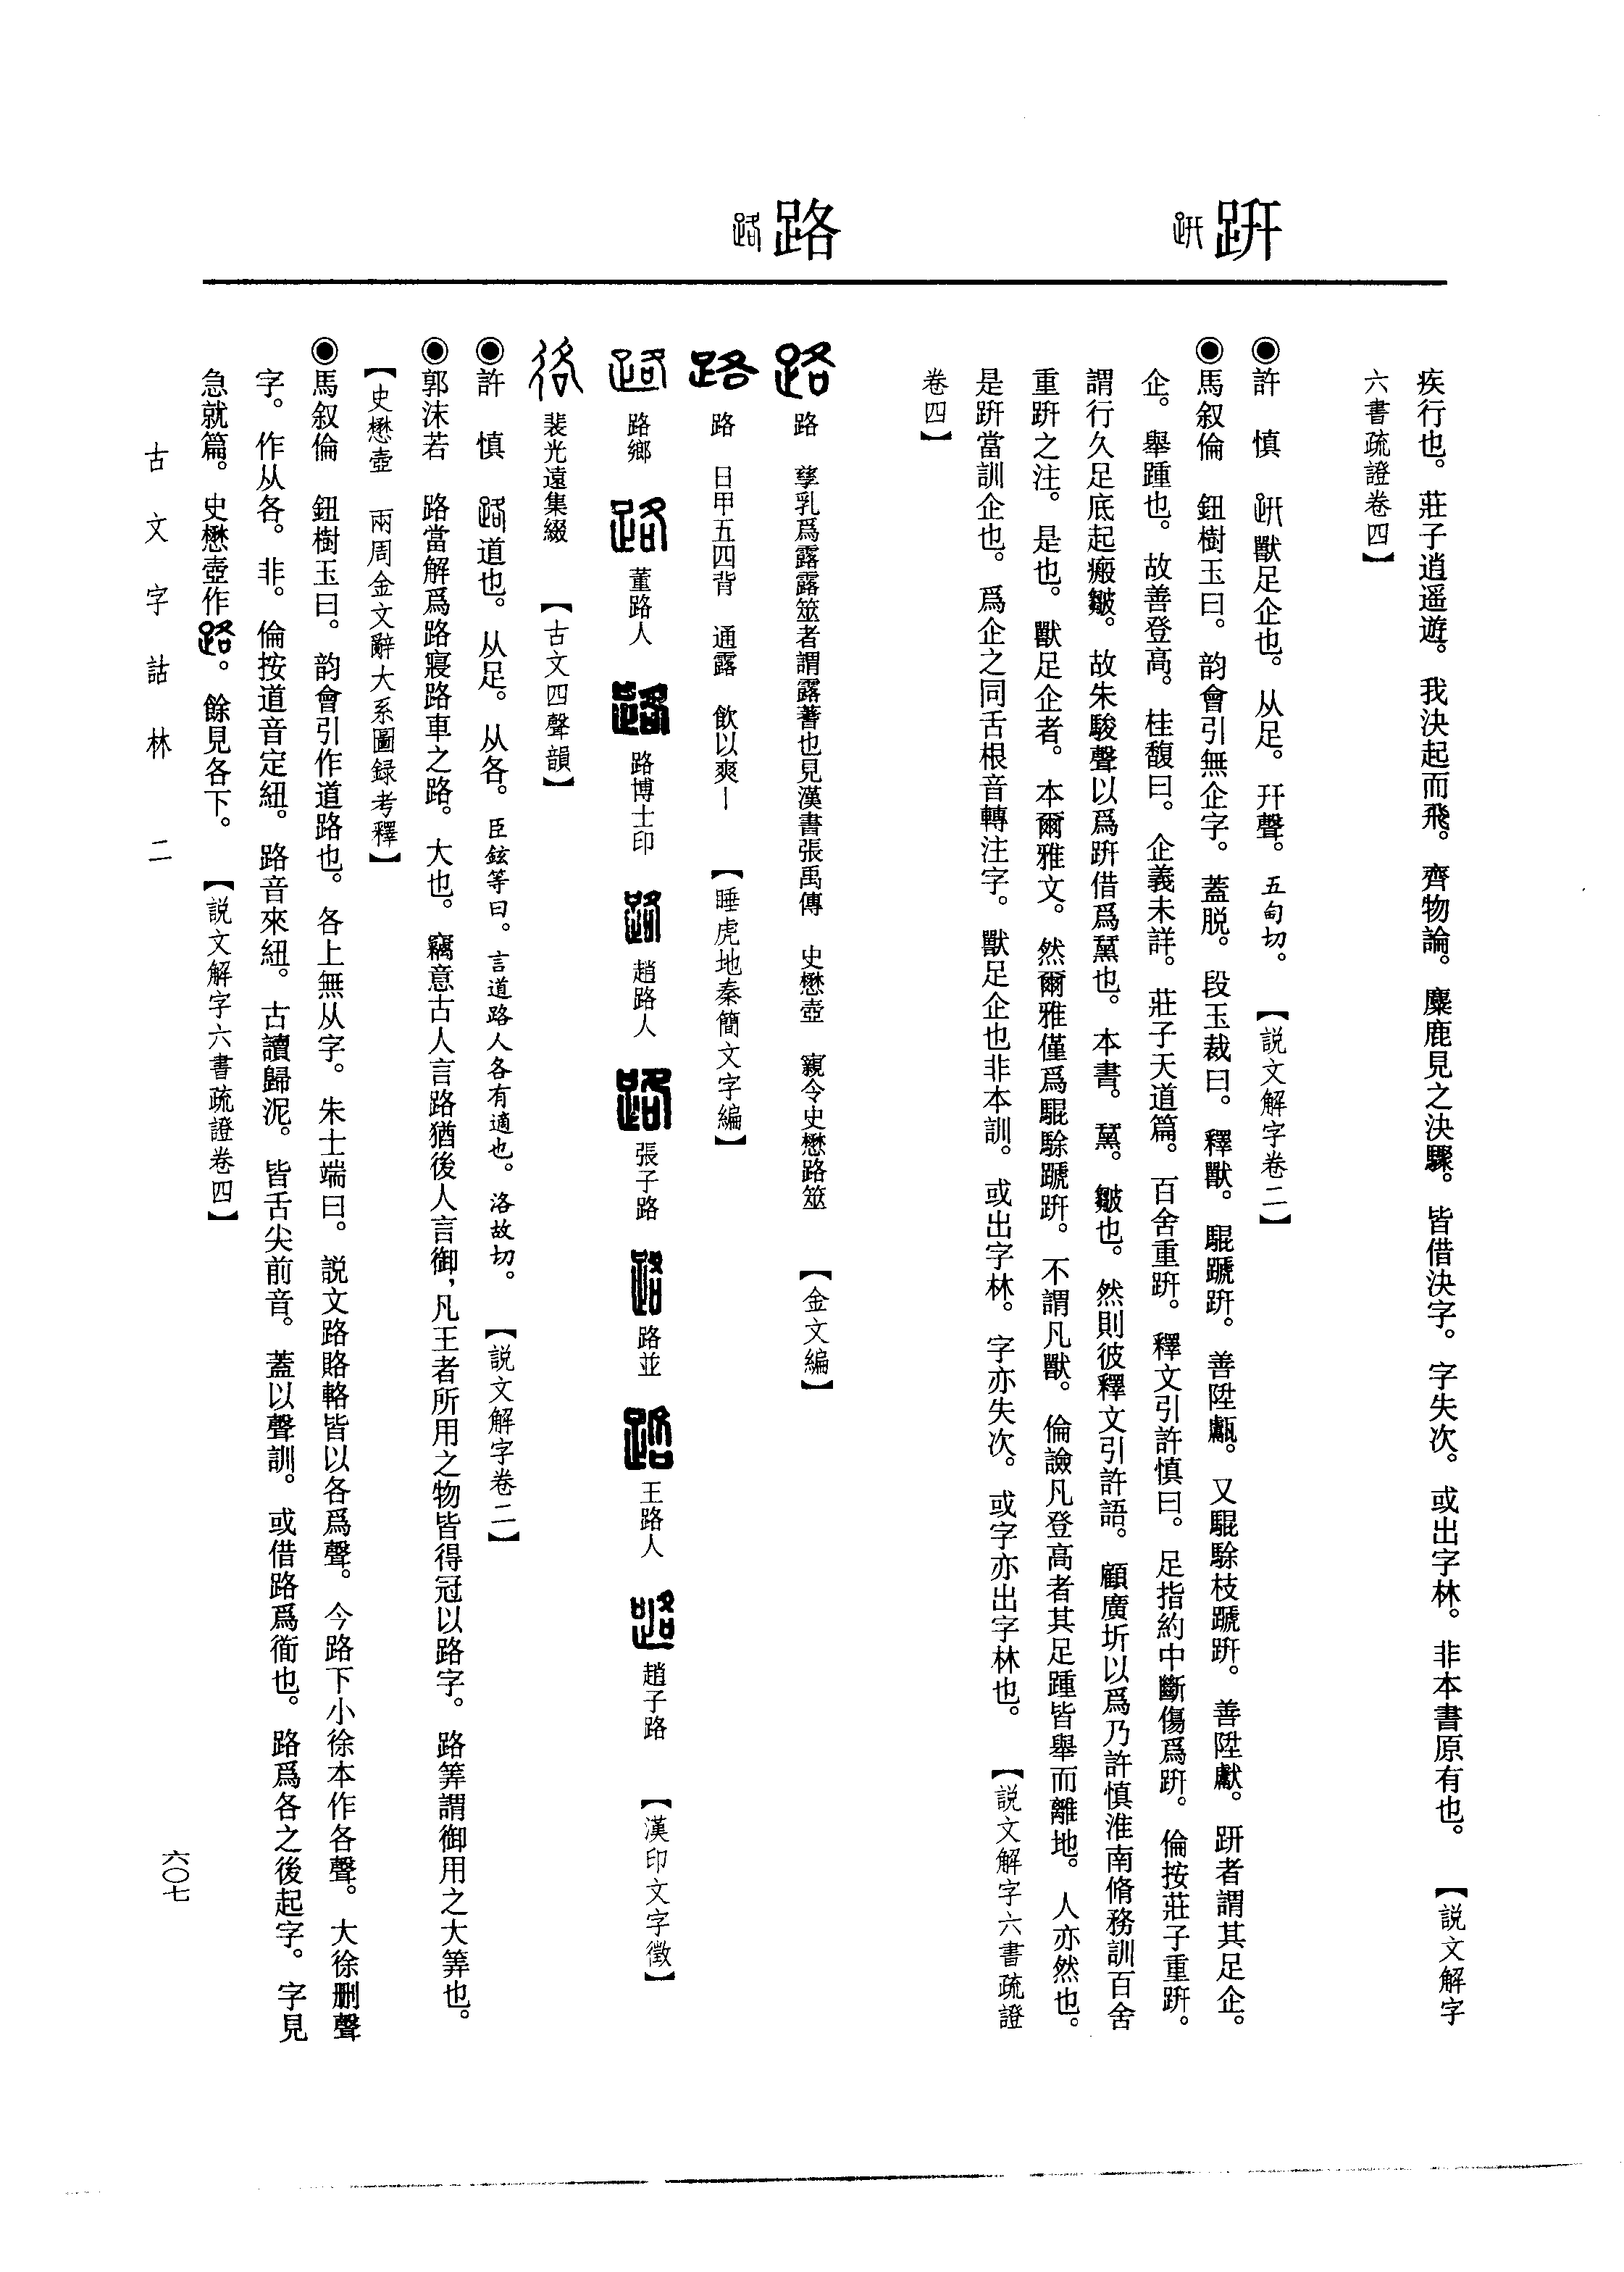 趼
路
疾行也。莊子逍遥遊。我決起而飛。齊物論。麋鹿見之決驟。皆借決字。字失次。或出字林。非本書原有也。【説文解字
六書疏證卷四】
◉許　慎　獸足企也。从足。幵聲。五甸切。【説文解字卷二】
◉馬叙倫　鈕樹玉曰。韵會引無企字。蓋脱。段玉裁曰。釋獸。騉蹏趼。善陞甗。又騉駼枝蹏趼。善陞甗。趼者謂其足企。
企。舉踵也。故善登高。桂馥曰。企義未詳。莊子天道篇。百舍重趼。釋文引許慎曰。足指約中斷傷爲趼。倫按莊子重趼。
謂行久足底起瘢皺。故朱駿聲以爲趼借爲䵤也。本書。䵤。皺也。然則彼釋文引許語。顧廣圻以爲乃許慎淮南脩務訓百舍
重趼之注。是也。獸足企者。本爾雅文。然爾雅僅爲騉駼蹏趼。不謂凡獸。倫譣凡登高者其足踵皆舉而離地。人亦然也。
是趼當訓企也。爲企之同舌根音轉注字。獸足企也非本訓。或出字林。字亦失次。或字亦出字林也。【説文解字六書疏證
卷四】
路　孳乳爲露露筮者謂露蓍也見漢書張禹傳　史懋壺　窺令史懋路筮　【金文編】
路　日甲五四背　通露　飲以爽丨　【睡虎地秦簡文字編】
路鄉　董路人　路博士印　趙路人　張子路　路並　王路人　趙子路　【漢印文字徵】
裴光遠集綴　【古文四聲韻】
◉許　慎　道也。从足。从各。臣鉉等曰。言道路人各有適也。洛故切。【説文解字卷二】
◉郭沫若　路當解爲路寢路車之路。大也。竊意古人言路猶後人言御，凡王者所用之物皆得冠以路字。路筭謂御用之大筭也。
【史懋壺　兩周金文辭大系圖録考釋】
◉馬叙倫　鈕樹玉曰。韵會引作道路也。各上無从字。朱士端曰。説文路賂輅皆以各爲聲。今路下小徐本作各聲。大徐删聲
字。作从各。非。倫按道音定紐。路音來紐。古讀歸泥。皆舌尖前音。蓋以聲訓。或借路爲衜也。路爲各之後起字。字見
急就篇。史懋壺作。餘見各下。【説文解字六書疏證卷四】
古文字詁林　二
六〇七